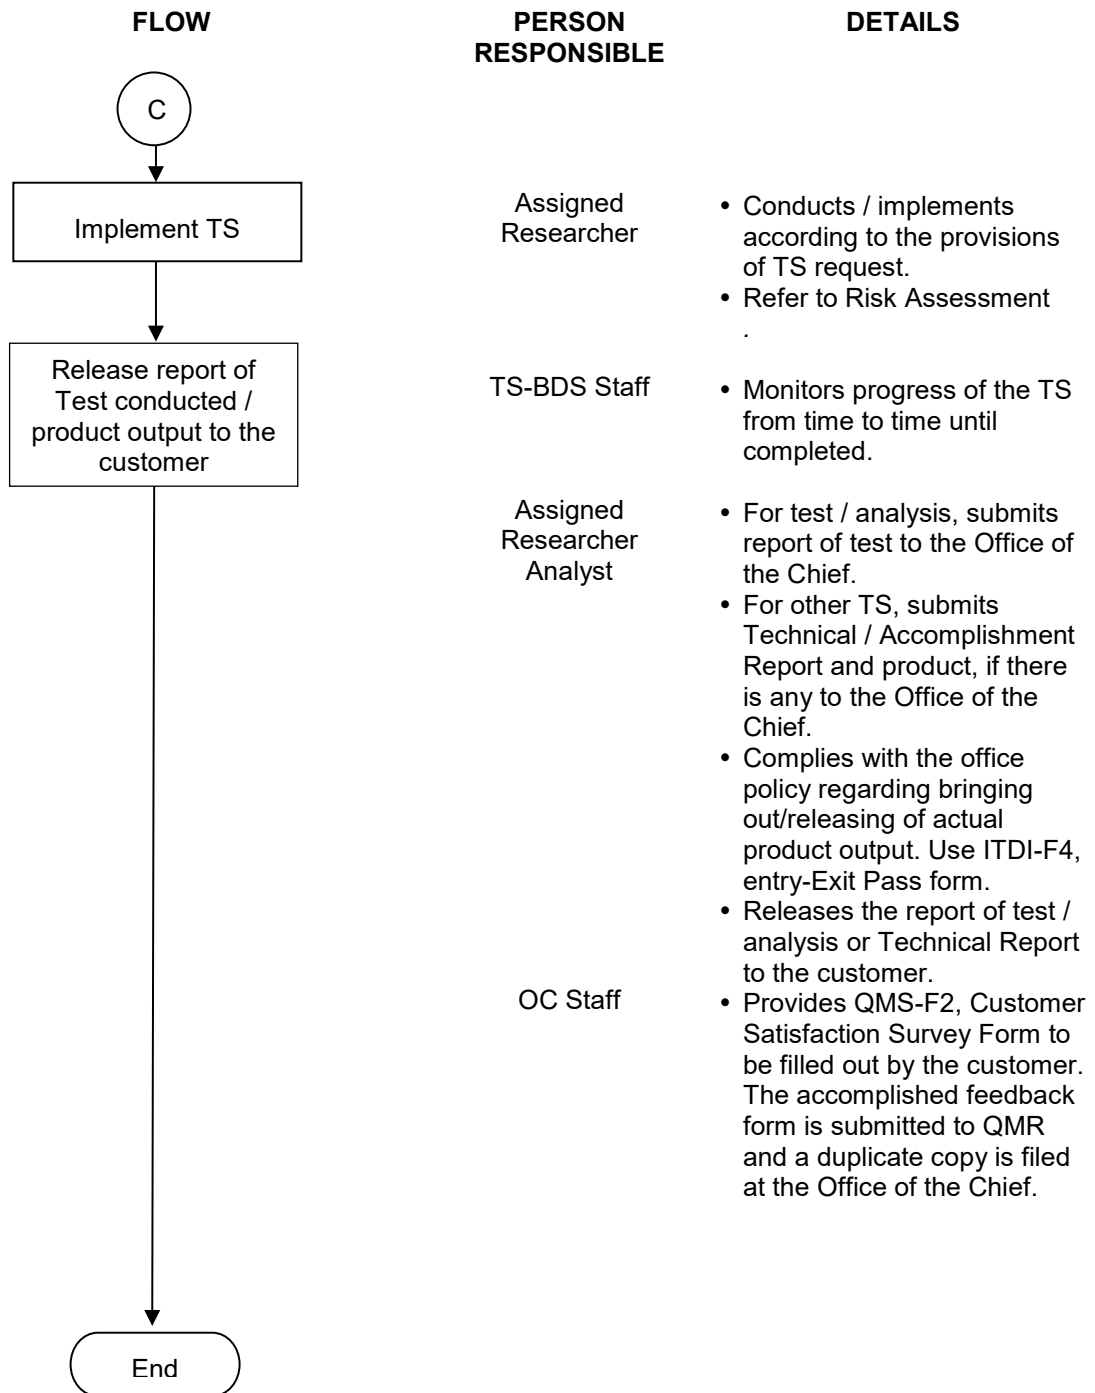 FLOW
PERSON
RESPONSIBLE
DETAILS
C
Implement TS
Assigned
Researcher
• Conducts / implements
according to the provisions
of TS request.
• Refer to Risk Assessment
.
Release report of
Test conducted /
product output to the
customer
TS-BDS Staff
• Monitors progress of the TS
from time to time until
completed.
Assigned
Researcher
Analyst
• For test / analysis, submits
report of test to the Office of
the Chief.
• For other TS, submits
Technical / Accomplishment
Report and product, if there
is any to the Office of the
Chief.
• Complies with the office
policy regarding bringing
out/releasing of actual
product output. Use ITDI-F4,
entry-Exit Pass form.
• Releases the report of test /
analysis or Technical Report
to the customer.
OC Staff
• Provides QMS-F2, Customer
Satisfaction Survey Form to
be filled out by the customer.
The accomplished feedback
form is submitted to QMR
and a duplicate copy is filed
at the Office of the Chief.
End